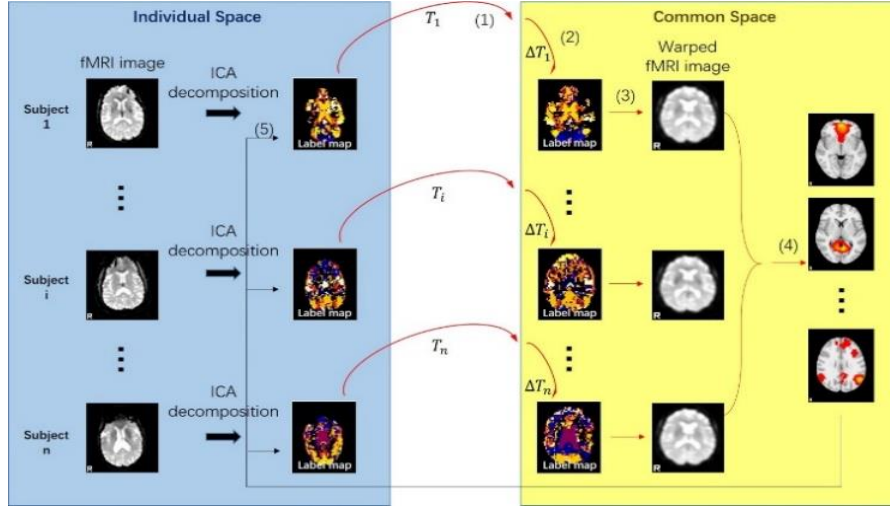 Individual Space
Common Space
T₁
(1)
(2)
ΔT₁
fMRI image
ICA
decomposition
Warped
fMRI image
Subject
1
R
(5)
Label map
(3)
Label map
R
Tᵢ
ΔTᵢ
(4)
ICA
decomposition
Subject
i
R
Label map
Label map
R
Tₙ
ΔTₙ
ICA
decomposition
Subject
n
R
Label map
Label map
R